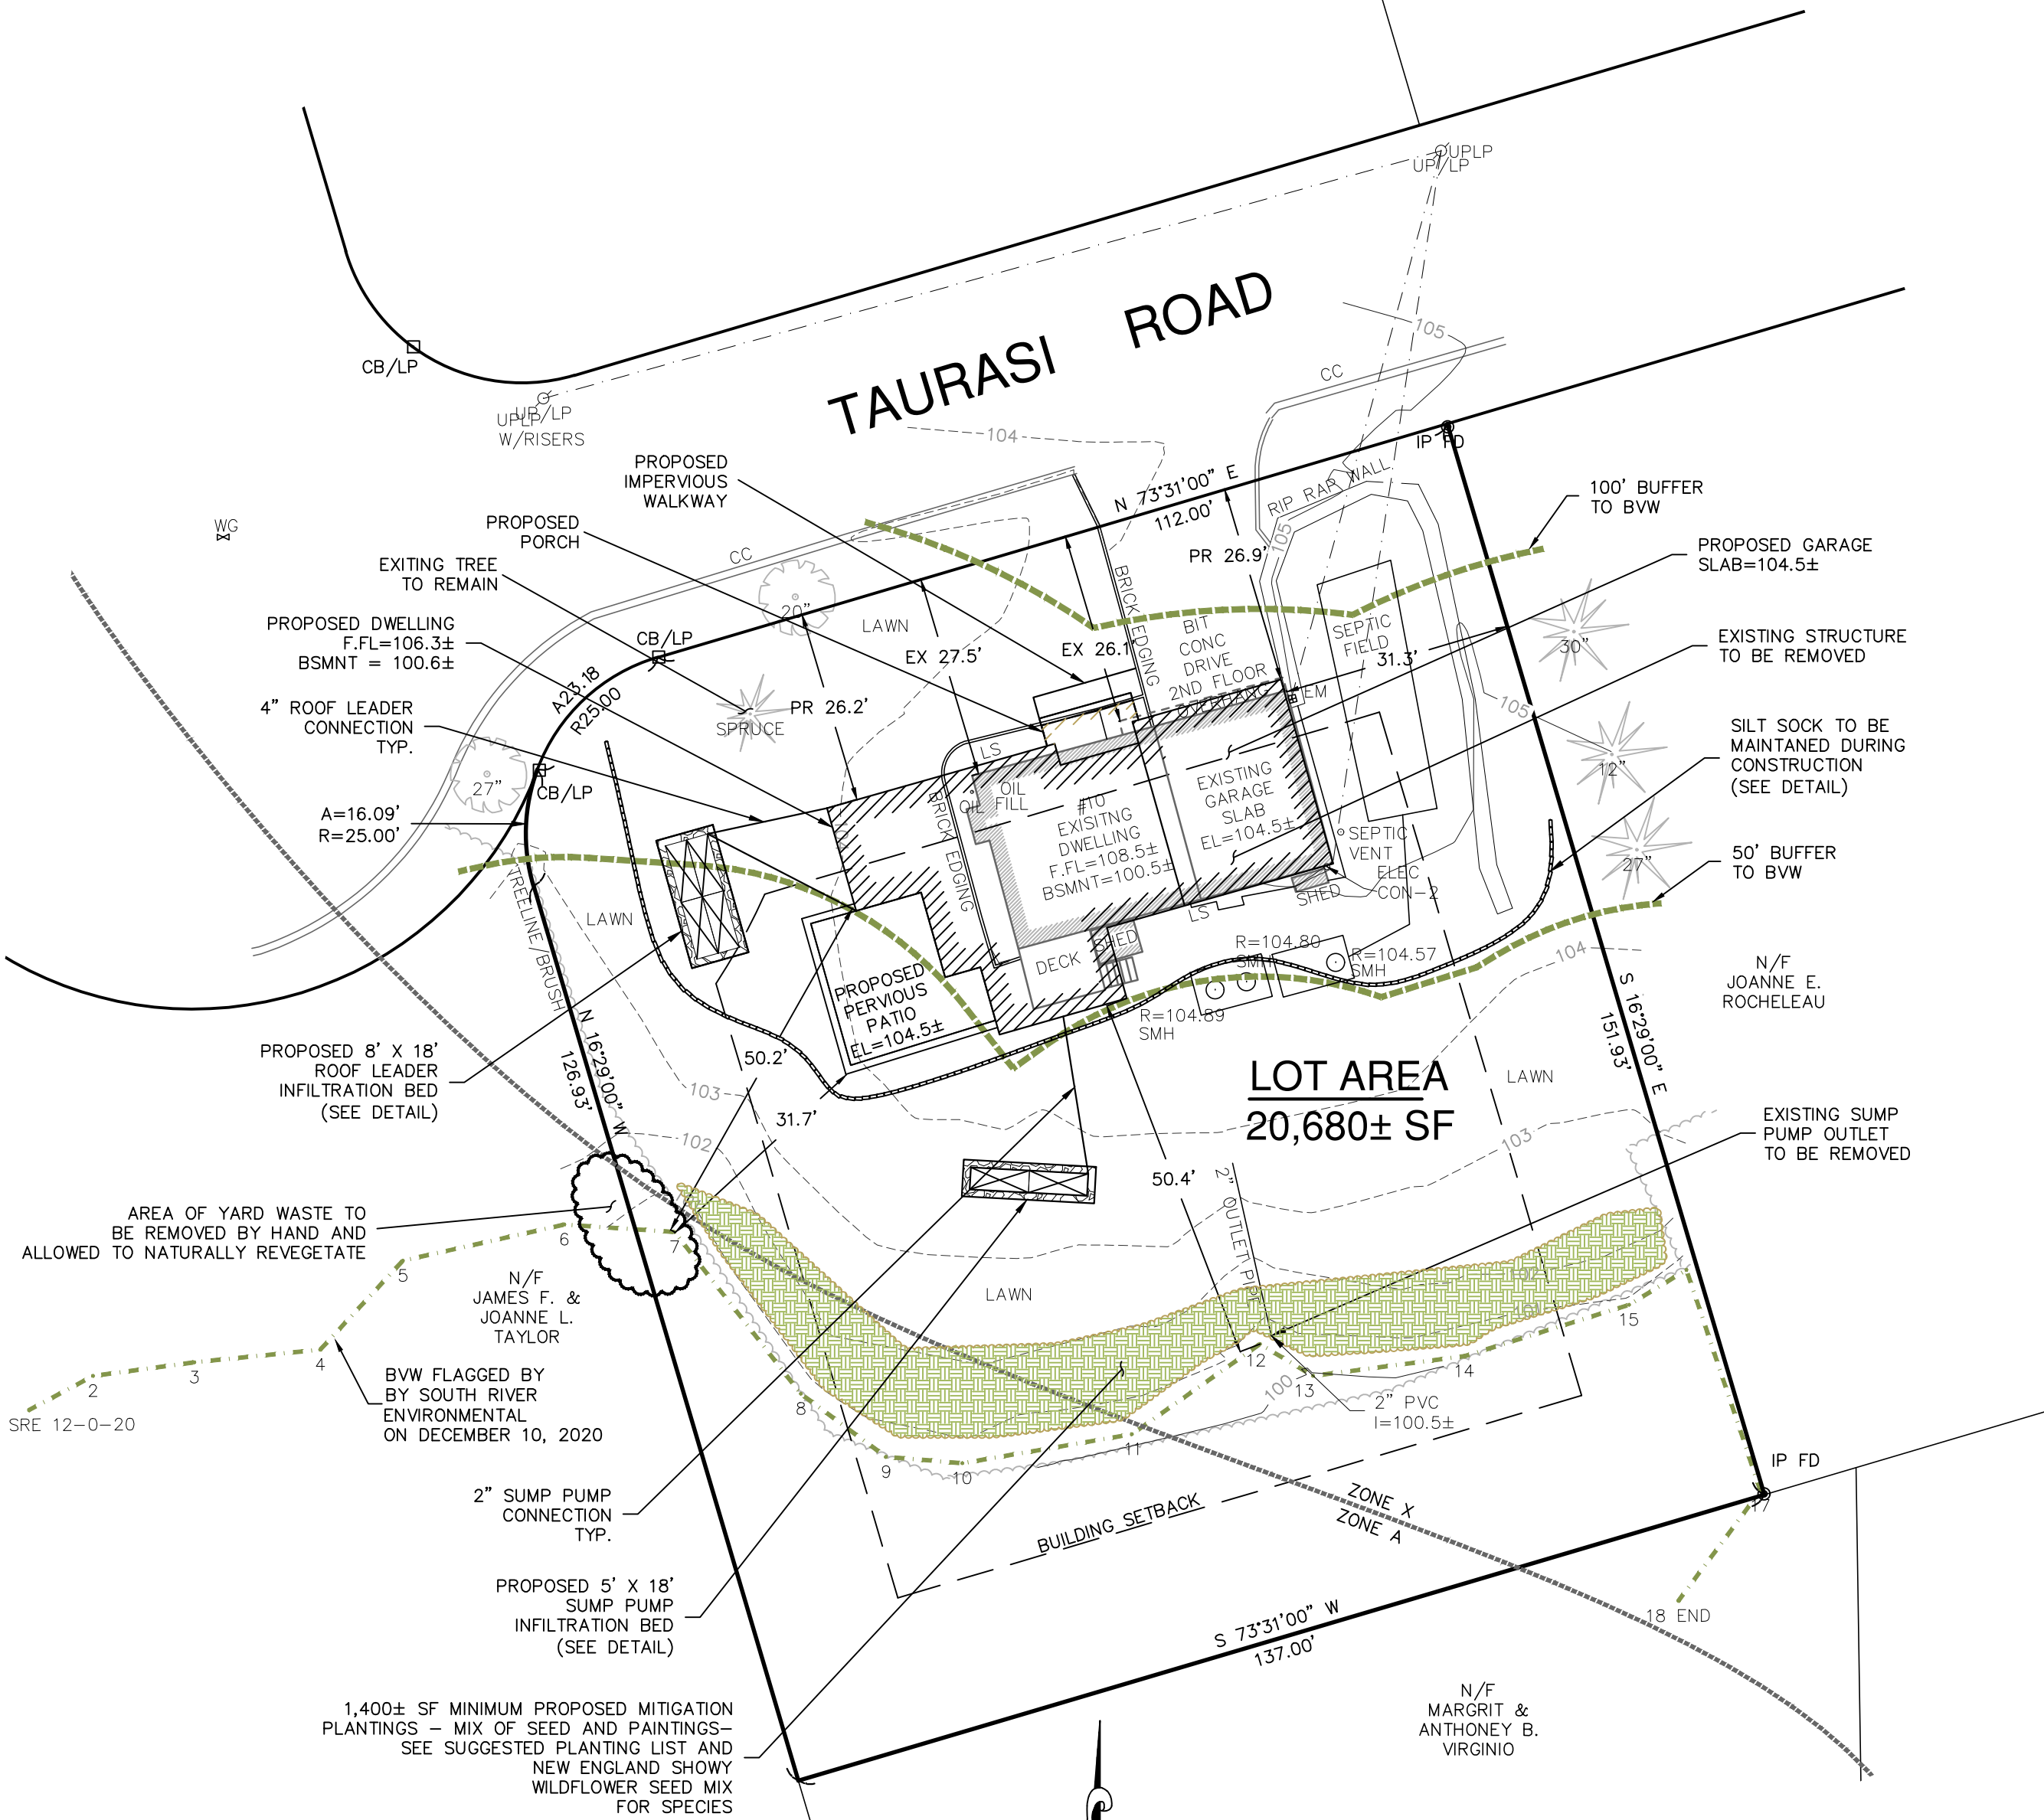 UPLP
UP/LP
CB/LP
UP/LP
UPLP
W/RISERS
TAURASI ROAD
105
CC
104
IP FD
N 73°31'00" E
112.00'
RIP RAP WALL
PROPOSED
IMPERVIOUS
WALKWAY
100' BUFFER
TO BVW
WG
PROPOSED
PORCH
CC
105
PR 26.9'
PROPOSED GARAGE
SLAB=104.5±
EXITING TREE
TO REMAIN
20"
LAWN
BRICK EDGING
BIT
CONC
DRIVE
2ND FLOOR
OVERHANG
SEPTIC
FIELD
31.3'
30"
PROPOSED DWELLING
F.FL=106.3±
BSMNT = 100.6±
CB/LP
EX 27.5'
EX 26.1'
EXISTING STRUCTURE
TO BE REMOVED
A23.18
R25.00
PR 26.2'
SPRUCE
EM
105
4" ROOF LEADER
CONNECTION
TYP.
LS
12"
SILT SOCK TO BE
MAINTANED DURING
CONSTRUCTION
(SEE DETAIL)
27"
CB/LP
OIL
OIL
FILL
#10
EXISITNG
DWELLING
F.FL=108.5±
BSMNT=100.5±
EXISTING
GARAGE
SLAB
EL=104.5±
A=16.09'
R=25.00'
BRICK EDGING
SEPTIC
VENT
ELEC
CON-2
27"
50' BUFFER
TO BVW
TREELINE/BRUSH
LAWN
SHED
LS
SHED
DECK
R=104.80
SMH
R=104.57
SMH
104
N/F
JOANNE E.
ROCHELEAU
PROPOSED
PERVIOUS
PATIO
EL=104.5±
R=104.89
SMH
S 16°29'00" E
151.93'
N 16°29'00" W
126.93'
PROPOSED 8' X 18'
ROOF LEADER
INFILTRATION BED
(SEE DETAIL)
50.2'
103
31.7'
LOT AREA
20,680± SF
LAWN
102
103
EXISTING SUMP
PUMP OUTLET
TO BE REMOVED
50.4'
2" OUTLET PIPE
AREA OF YARD WASTE TO
BE REMOVED BY HAND AND
ALLOWED TO NATURALLY REVEGETATE
6
7
5
N/F
JAMES F. &
JOANNE L.
TAYLOR
LAWN
102
101
15
4
3
2
SRE 12-0-20
BVW FLAGGED BY
BY SOUTH RIVER
ENVIRONMENTAL
ON DECEMBER 10, 2020
12
13
14
100
8
2" PVC
I=100.5±
9
10
11
IP FD
17
2" SUMP PUMP
CONNECTION
TYP.
BUILDING SETBACK
ZONE X
ZONE A
PROPOSED 5' X 18'
SUMP PUMP
INFILTRATION BED
(SEE DETAIL)
18 END
S 73°31'00" W
137.00'
1,400± SF MINIMUM PROPOSED MITIGATION
PLANTINGS – MIX OF SEED AND PAINTINGS–
SEE SUGGESTED PLANTING LIST AND
NEW ENGLAND SHOWY
WILDFLOWER SEED MIX
FOR SPECIES
N/F
MARGRIT &
ANTHONEY B.
VIRGINIO